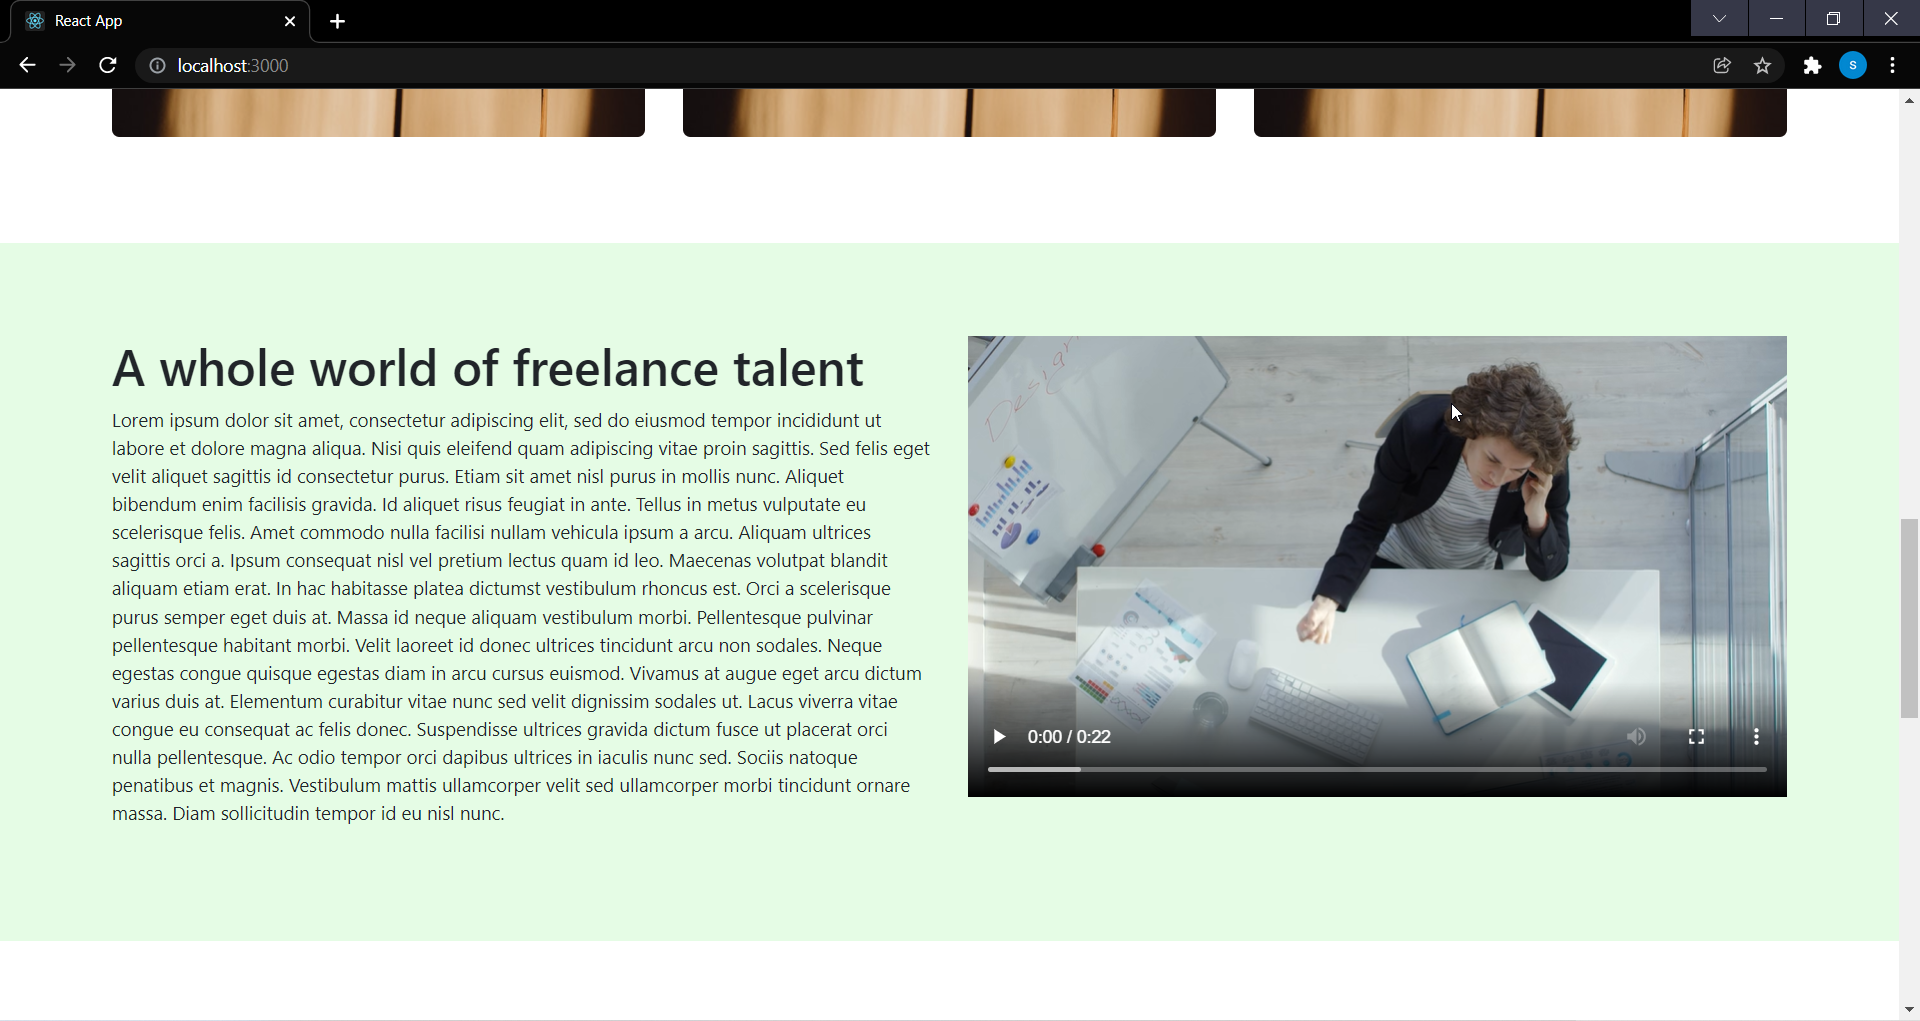 React App
localhost:3000
S
A whole world of freelance talent
Lorem ipsum dolor sit amet, consectetur adipiscing elit, sed do eiusmod tempor incididunt ut
labore et dolore magna aliqua. Nisi quis eleifend quam adipiscing vitae proin sagittis. Sed felis eget
velit aliquet sagittis id consectetur purus. Etiam sit amet nisl purus in mollis nunc. Aliquet
bibendum enim facilisis gravida. Id aliquet risus feugiat in ante. Tellus in metus vulputate eu
scelerisque felis. Amet commodo nulla facilisi nullam vehicula ipsum a arcu. Aliquam ultrices
sagittis orci a. Ipsum consequat nisl vel pretium lectus quam id leo. Maecenas volutpat blandit
aliquam etiam erat. In hac habitasse platea dictumst vestibulum rhoncus est. Orci a scelerisque
purus semper eget duis at. Massa id neque aliquam vestibulum morbi. Pellentesque pulvinar
pellentesque habitant morbi. Velit laoreet id donec ultrices tincidunt arcu non sodales. Neque
egestas congue quisque egestas diam in arcu cursus euismod. Vivamus at augue eget arcu dictum
varius duis at. Elementum curabitur vitae nunc sed velit dignissim sodales ut. Lacus viverra vitae
congue eu consequat ac felis donec. Suspendisse ultrices gravida dictum fusce ut placerat orci
nulla pellentesque. Ac odio tempor orci dapibus ultrices in iaculis nunc sed. Sociis natoque
penatibus et magnis. Vestibulum mattis ullamcorper velit sed ullamcorper morbi tincidunt ornare
massa. Diam sollicitudin tempor id eu nisl nunc.
Design
0:00 / 0:22